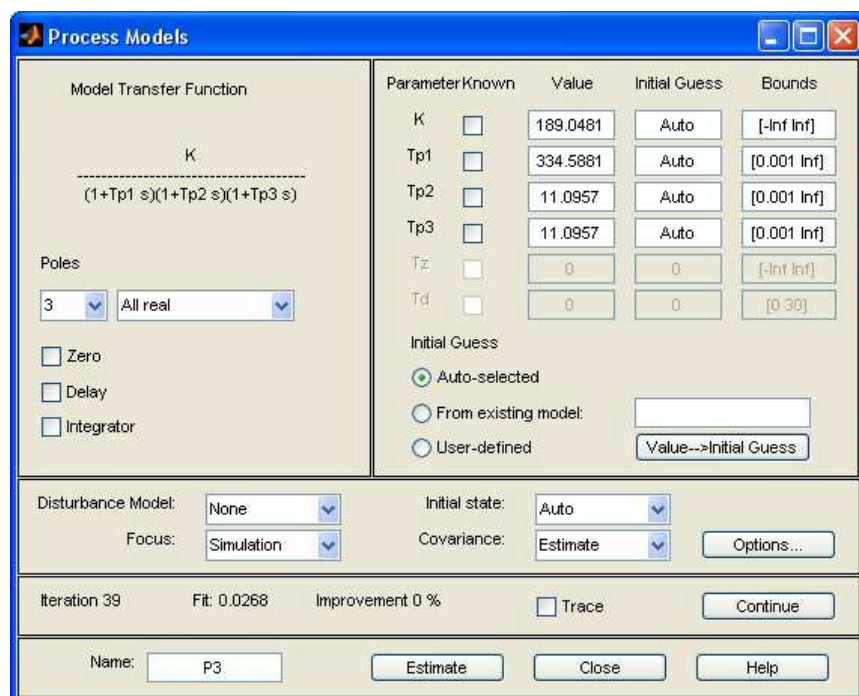 Process Models
Model Transfer Function
K
-----------------------------------
(1+Tp1 s)(1+Tp2 s)(1+Tp3 s)
Poles
3 All real
Zero
Delay
Integrator
Parameter Known Value Initial Guess Bounds
K 189.0481 Auto [-Inf Inf]
Tp1 334.5881 Auto [0.001 Inf]
Tp2 11.0957 Auto [0.001 Inf]
Tp3 11.0957 Auto [0.001 Inf]
Tz 0 0 [-Inf Inf]
Td 0 0 [0 30]
Initial Guess
Auto-selected
From existing model:
User-defined Value-->Initial Guess
Disturbance Model: None Initial state: Auto
Focus: Simulation Covariance: Estimate Options...
Iteration 39 Fit: 0.0268 Improvement 0 % Trace Continue
Name: P3 Estimate Close Help